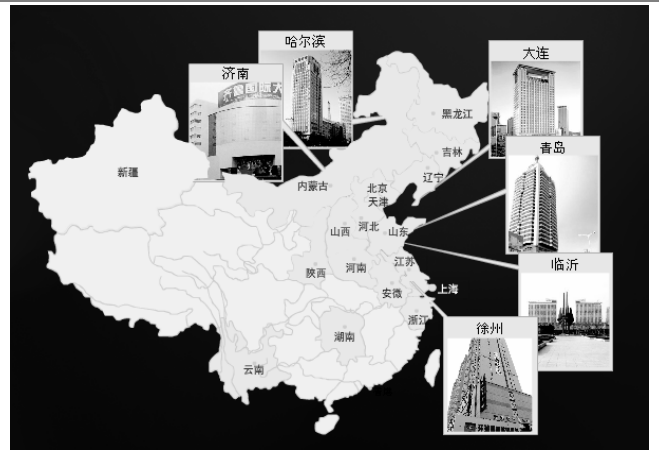 哈尔滨
济南
大连
青岛
临沂
徐州
黑龙江
吉林
辽宁
内蒙古
北京
天津
新疆
山西
河北
山东
陕西
河南
江苏
安微
上海
浙江
湖南
云南